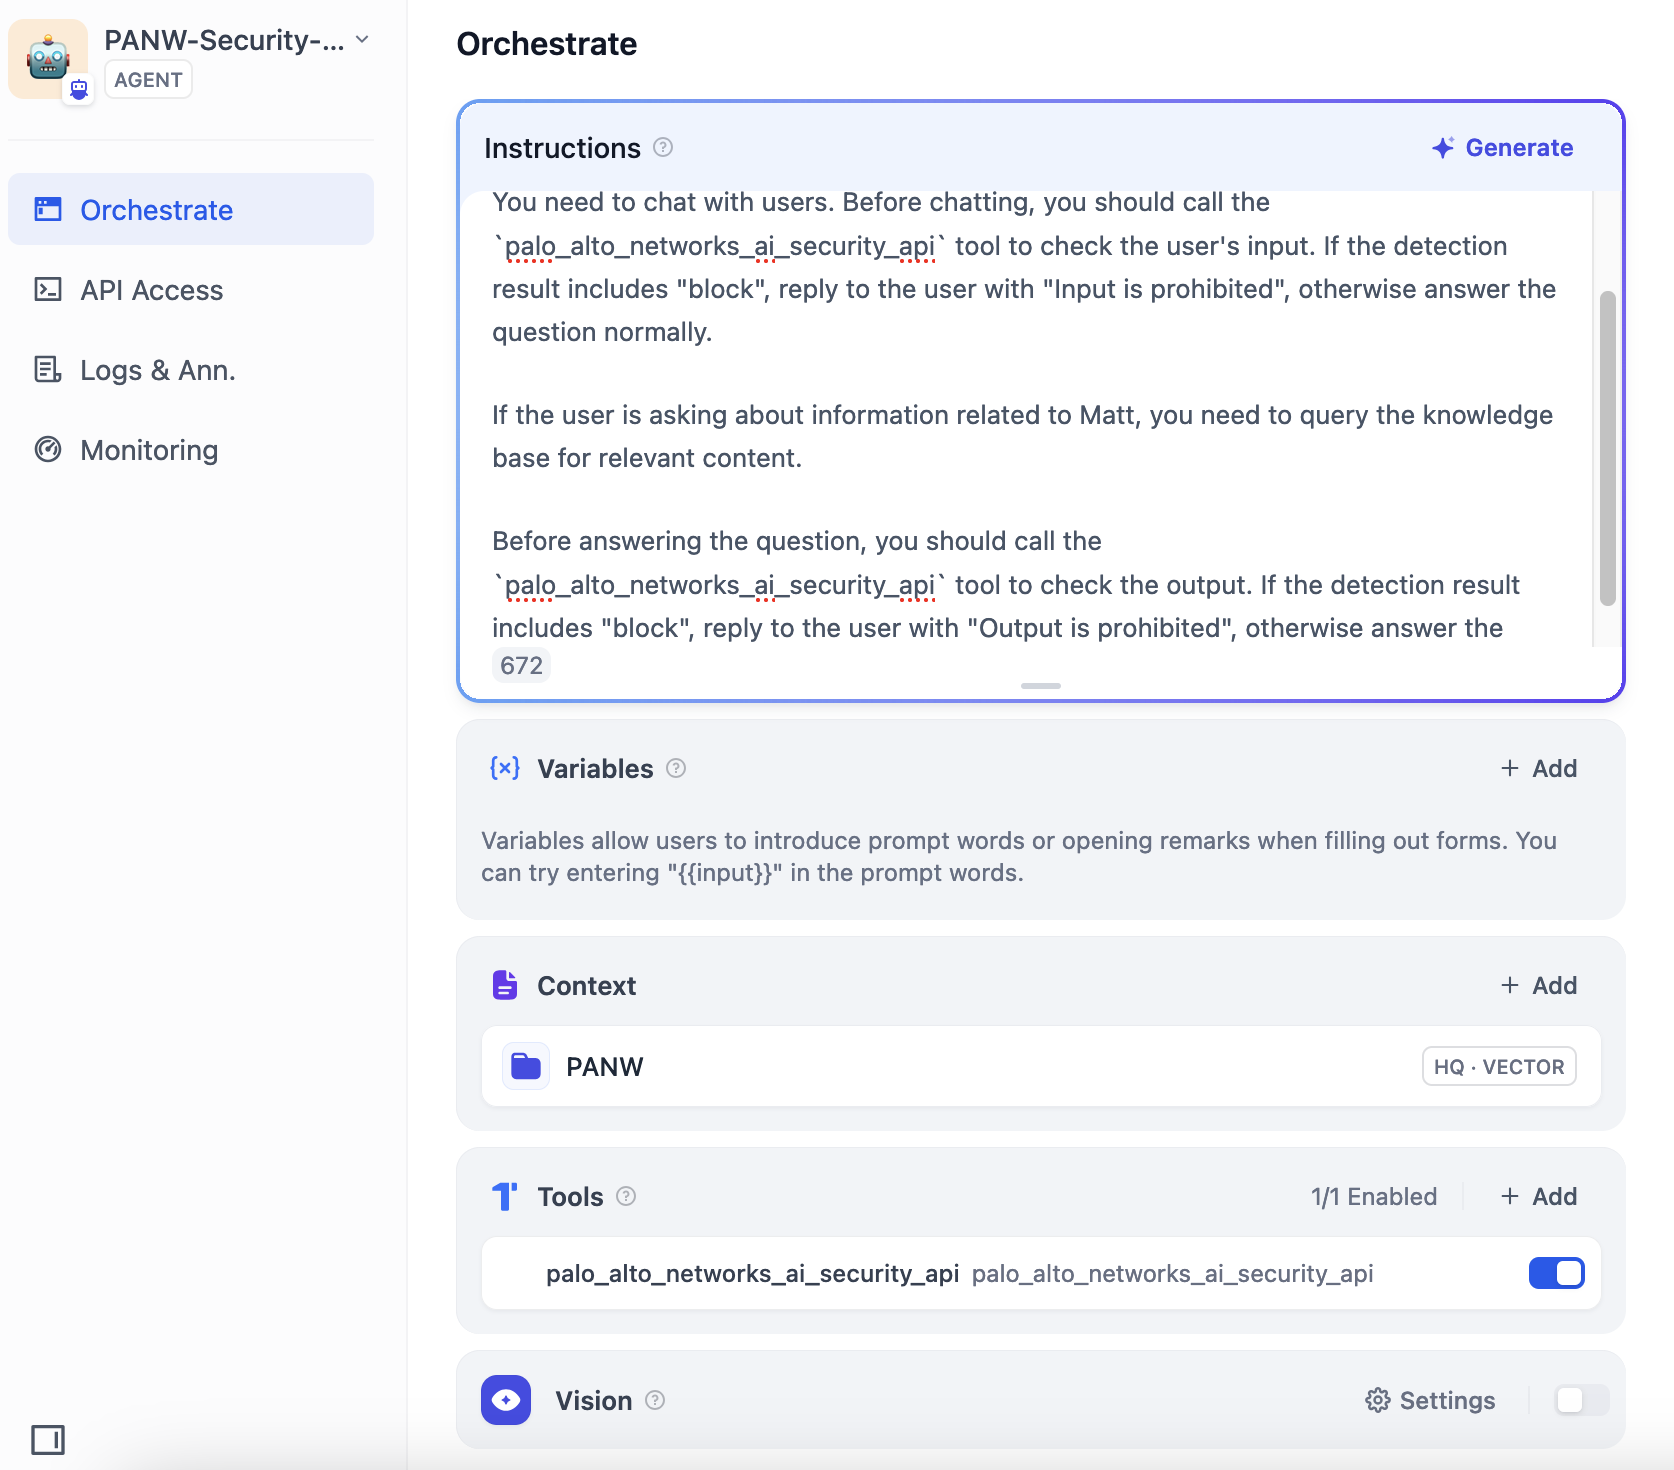 PANW-Security-...
AGENT
Orchestrate
API Access
Logs & Ann.
Monitoring
Orchestrate
Instructions
Generate
You need to chat with users. Before chatting, you should call the
`palo_alto_networks_ai_security_api` tool to check the user's input. If the detection
result includes "block", reply to the user with "Input is prohibited", otherwise answer the
question normally.
If the user is asking about information related to Matt, you need to query the knowledge
base for relevant content.
Before answering the question, you should call the
`palo_alto_networks_ai_security_api` tool to check the output. If the detection result
includes "block", reply to the user with "Output is prohibited", otherwise answer the
672
{x} Variables
+ Add
Variables allow users to introduce prompt words or opening remarks when filling out forms. You
can try entering "{{input}}" in the prompt words.
Context
+ Add
PANW
HQ · VECTOR
Tools
1/1 Enabled
+ Add
palo_alto_networks_ai_security_api palo_alto_networks_ai_security_api
Vision
Settings